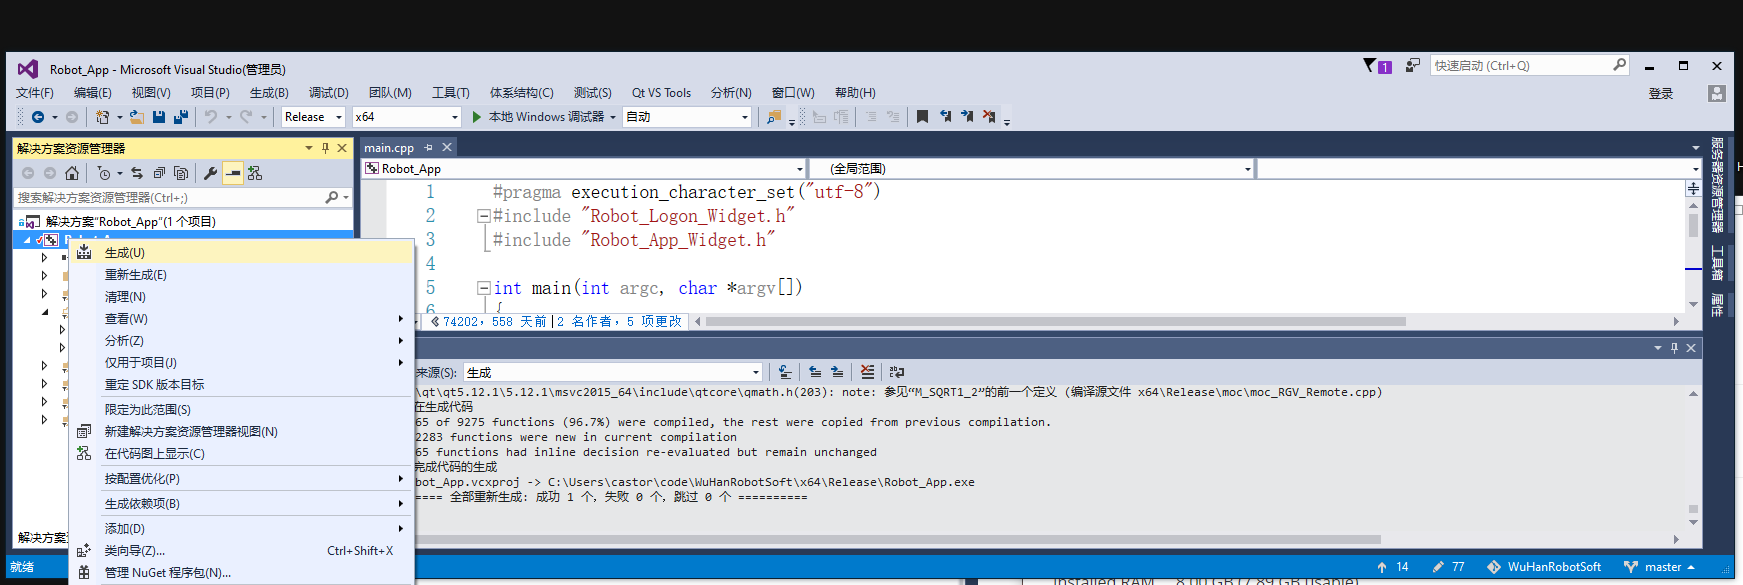 Robot_App - Microsoft Visual Studio(管理员)
1
快速启动 (Ctrl+Q)
文件(F) 编辑(E) 视图(V) 项目(P) 生成(B) 调试(D) 团队(M) 工具(T) 体系结构(C) 测试(S) Qt VS Tools 分析(N) 窗口(W) 帮助(H)
登录
Release x64 本地 Windows 调试器 自动
解决方案资源管理器
搜索解决方案资源管理器(Ctrl+;)
解决方案"Robot_App"(1 个项目)
生成(U)
重新生成(E)
清理(N)
查看(W)
分析(Z)
仅用于项目(J)
重定 SDK 版本目标
限定为此范围(S)
新建解决方案资源管理器视图(N)
在代码图上显示(C)
按配置优化(P)
生成依赖项(B)
添加(D)
类向导(Z)... Ctrl+Shift+X
管理 NuGet 程序包(N)...
解决方案
main.cpp
Robot_App (全局范围)
1 #pragma execution_character_set("utf-8")
2 #include "Robot_Logon_Widget.h"
3 #include "Robot_App_Widget.h"
4
5 int main(int argc, char *argv[])
6 {
74202, 558 天前|2 名作者, 5 项更改
来源(S): 生成
\qt\qt5.12.1\5.12.1\msvc2015_64\include\qtcore\qmath.h(203): note: 参见“M_SQRT1_2”的前一个定义 (编译源文件 x64\Release\moc\moc_RGV_Remote.cpp)
在生成代码
65 of 9275 functions (96.7%) were compiled, the rest were copied from previous compilation.
2283 functions were new in current compilation
65 functions had inline decision re-evaluated but remain unchanged
完成代码的生成
bot_App.vcxproj -> C:\Users\castor\code\WuHanRobotSoft\x64\Release\Robot_App.exe
==== 全部重新生成: 成功 1 个，失败 0 个，跳过 0 个 ==========
服务器资源管理器
工具箱
属性
就绪
14 77 WuHanRobotSoft master
Installed RAM 8.00 GB (7.89 GB usable)